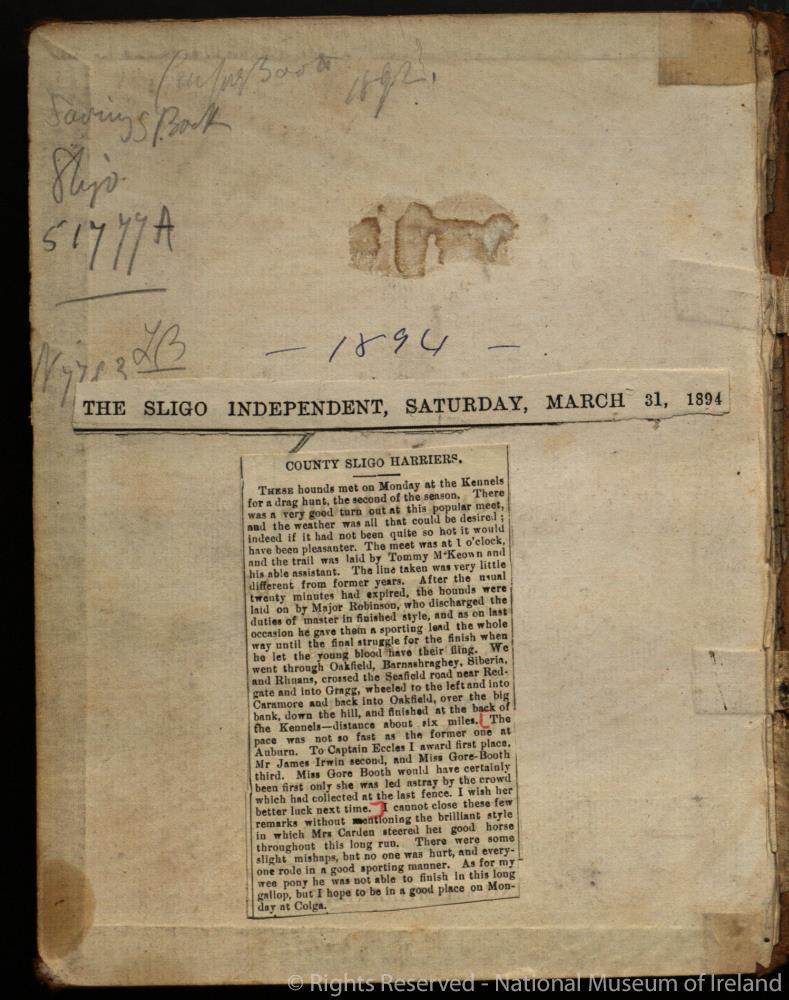 1892.
Savings Book
Sligo.
51777A
LB
- 1894 -
THE SLIGO INDEPENDENT, SATURDAY, MARCH 31, 1894
COUNTY SLIGO HARRIERS.
THESE hounds met on Monday at the Kennels
for a drag hunt, the second of the season. There
was a very good turn out at this popular meet,
and the weather was all that could be desired;
indeed if it had not been quite so hot it would
have been pleasanter. The meet was at 1 o'clock,
and the trail was laid by Tommy M'Keown and
his able assistant. The line taken was very little
different from former years. After the usual
twenty minutes had expired, the hounds were
laid on by Major Robinson, who discharged the
duties of master in finished style, and as on last
occasion he gave them a sporting lead the whole
way until the final struggle for the finish when
he let the young blood have their fling. We
went through Oakfield, Barnashraghey, Siberia,
and Rhuans, crossed the Seafield road near Red-
gate and into Gragg, wheeled to the left and into
Caramore and back into Oakfield, over the big
bank, down the hill, and finished at the back of
the Kennels—distance about six miles. [The
pace was not so fast as the former one at
Auburn. To Captain Eccles I award first place,
Mr James Irwin second, and Miss Gore-Booth
third. Miss Gore Booth would have certainly
been first only she was led astray by the crowd
which had collected at the last fence. I wish her
better luck next time.] I cannot close these few
remarks without mentioning the brilliant style
in which Mrs Carden steered her good horse
throughout this long run. There were some
slight mishaps, but no one was hurt, and every-
one rode in a good sporting manner. As for my
wee pony he was not able to finish in this long
gallop, but I hope to be in a good place on Mon-
day at Colga.
© Rights Reserved - National Museum of Ireland